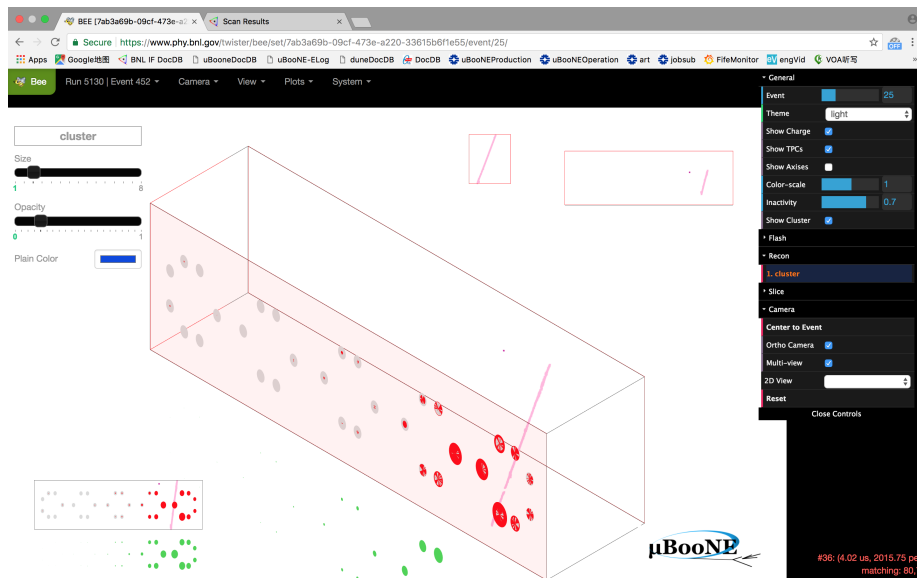 BEE [7ab3a69b-09cf-473e-a2
Scan Results
Secure
https://www.phy.bnl.gov/twister/bee/set/7ab3a69b-09cf-473e-a220-33615b6f1e55/event/25/
OFF
Apps
Google地图
BNL IF DocDB
uBooneDocDB
uBooNE-ELog
duneDocDB
DocDB
uBooNEProduction
uBooNEOperation
art
jobsub
FifeMonitor
engVid
VOA听写
»
Bee
Run 5130 | Event 452
Camera
View
Plots
System
cluster
Size
1 8
Opacity
0 1
Plain Color
General
Event 25
Theme light
Show Charge
Show TPCs
Show Axises
Color-scale 1
Inactivity 0.7
Show Cluster
Flash
Recon
1. cluster
Slice
Camera
Center to Event
Ortho Camera
Multi-view
2D View
Reset
Close Controls
μBooNE
#36: (4.02 us, 2015.75 pe
matching: 80,